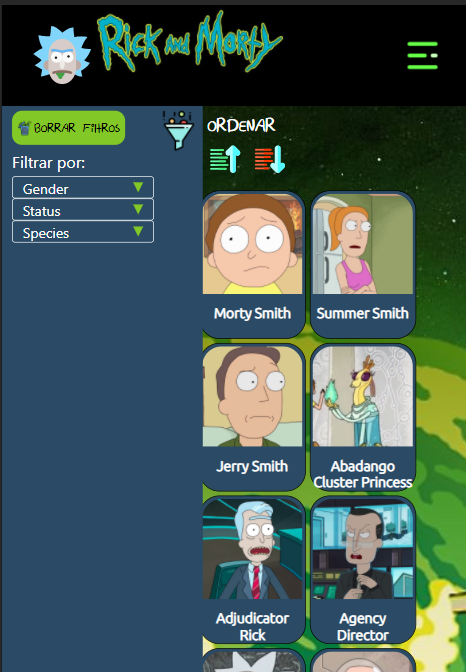 Rick and Morty
BORRAR FILTROS
ORDENAR
Filtrar por:
Gender
Status
Species
Morty Smith
Summer Smith
Jerry Smith
Abadango
Cluster Princess
Adjudicator
Rick
Agency
Director